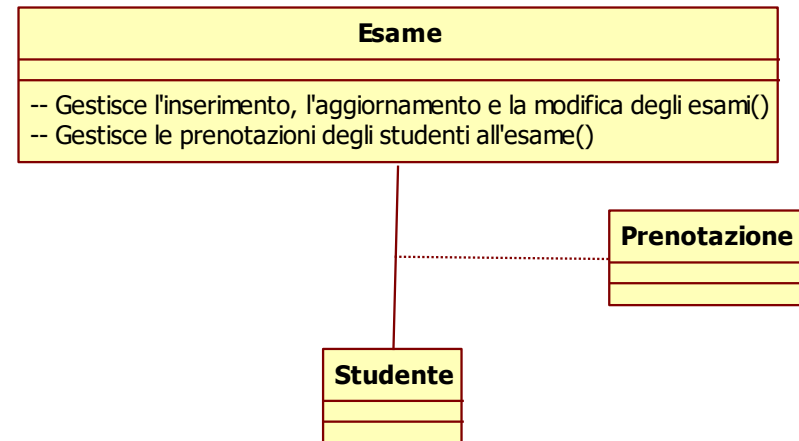 Esame
-- Gestisce l'inserimento, l'aggiornamento e la modifica degli esami()
-- Gestisce le prenotazioni degli studenti all'esame()
Prenotazione
Studente